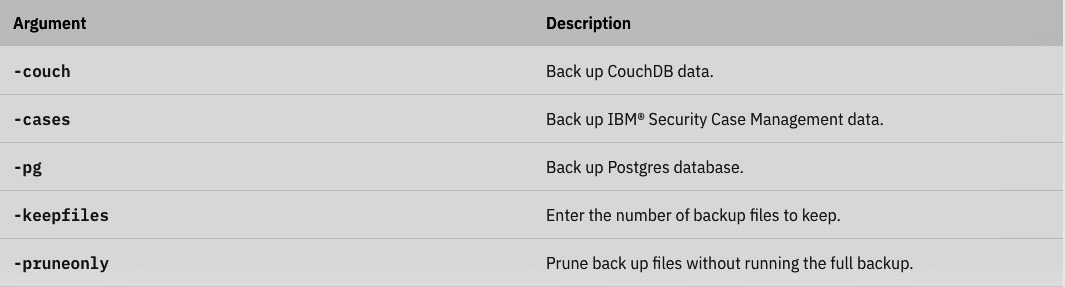 Argument Description
-couch Back up CouchDB data.
-cases Back up IBM® Security Case Management data.
-pg Back up Postgres database.
-keepfiles Enter the number of backup files to keep.
-pruneonly Prune back up files without running the full backup.